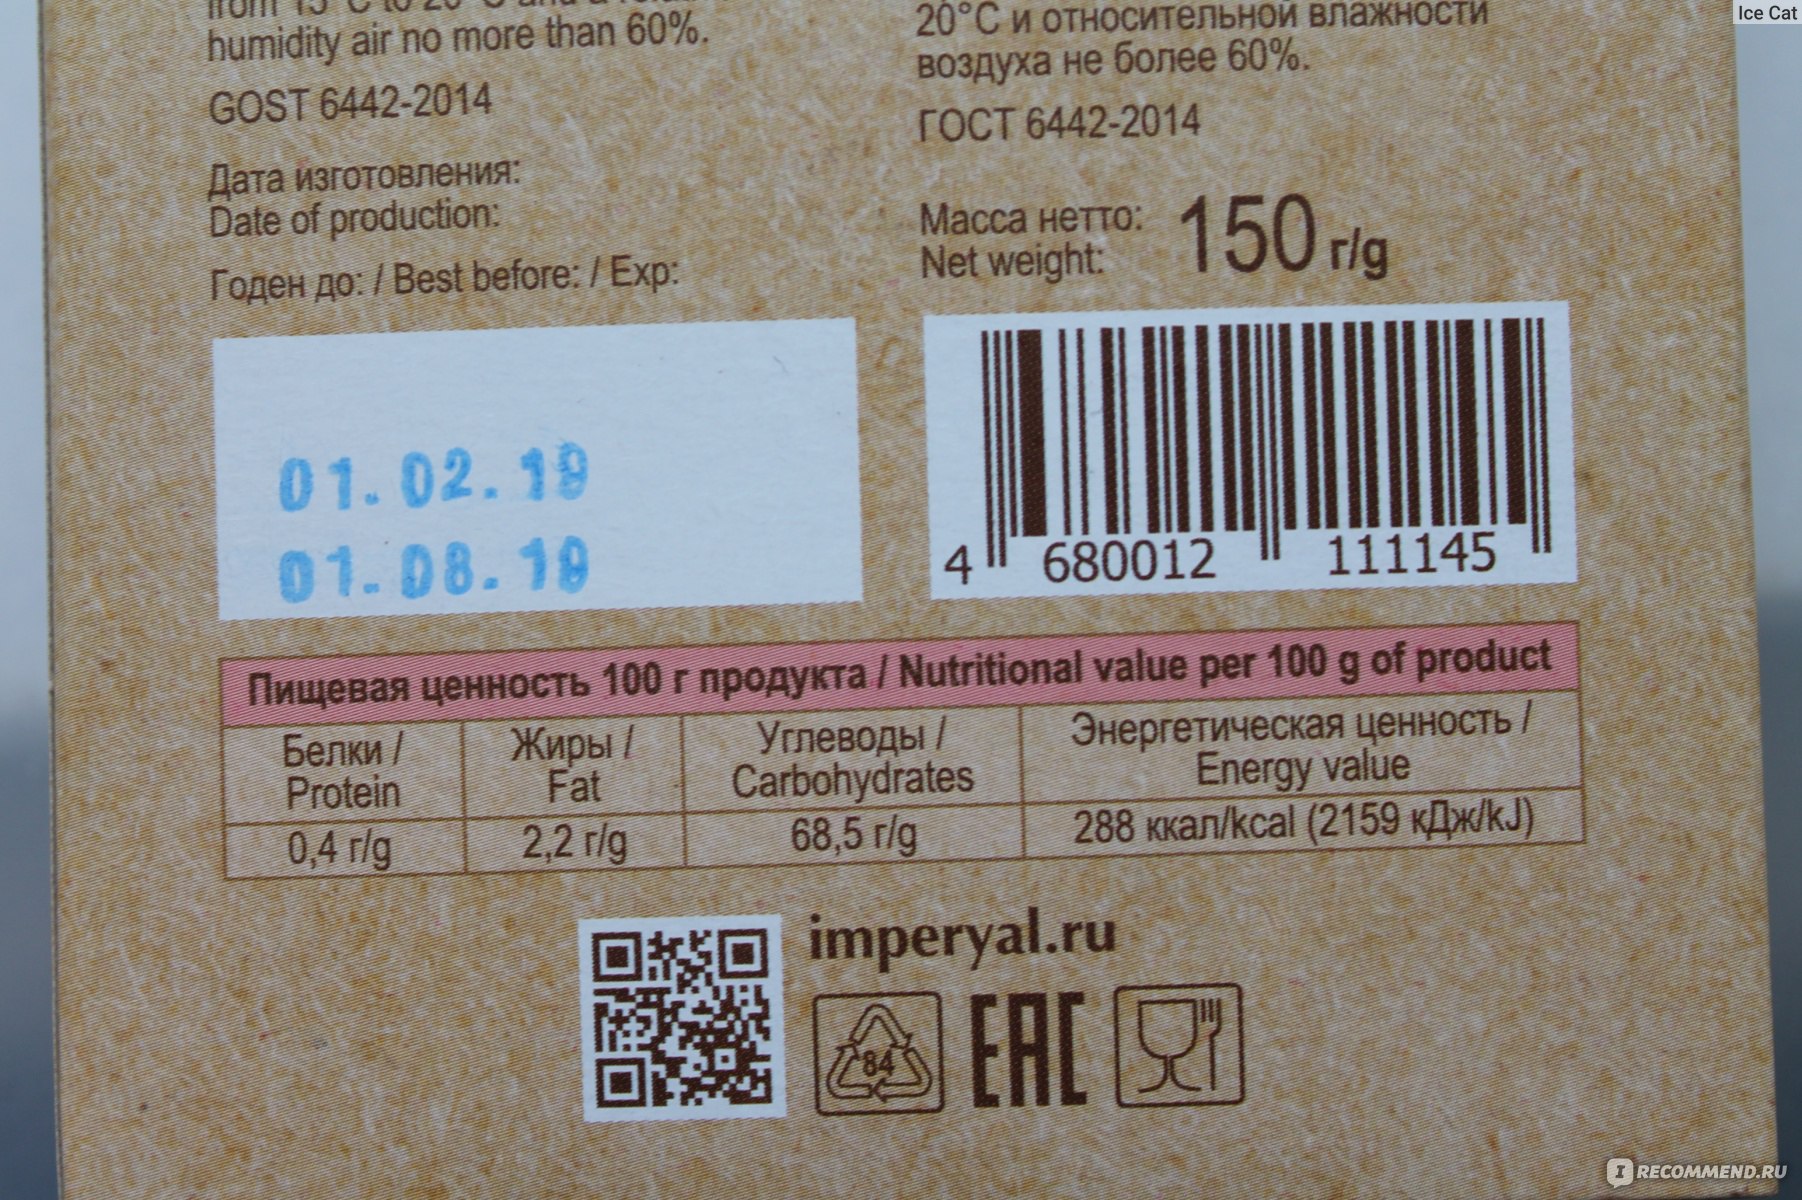 Ice Cat
humidity air no more than 60%.
GOST 6442-2014
Дата изготовления:
Date of production:
Годен до: / Best before: / Exp:
01.02.19
01.08.19
20°С и относительной влажности
воздуха не более 60%.
ГОСТ 6442-2014
Масса нетто:
Net weight:
150 г/g
4 680012 111145
Пищевая ценность 100 г продукта / Nutritional value per 100 g of product
Белки / Protein
Жиры / Fat
Углеводы / Carbohydrates
Энергетическая ценность / Energy value
0,4 г/g
2,2 г/g
68,5 г/g
288 ккал/kcal (2159 кДж/kJ)
imperyal.ru
84
EAC
IRECOMMEND.RU